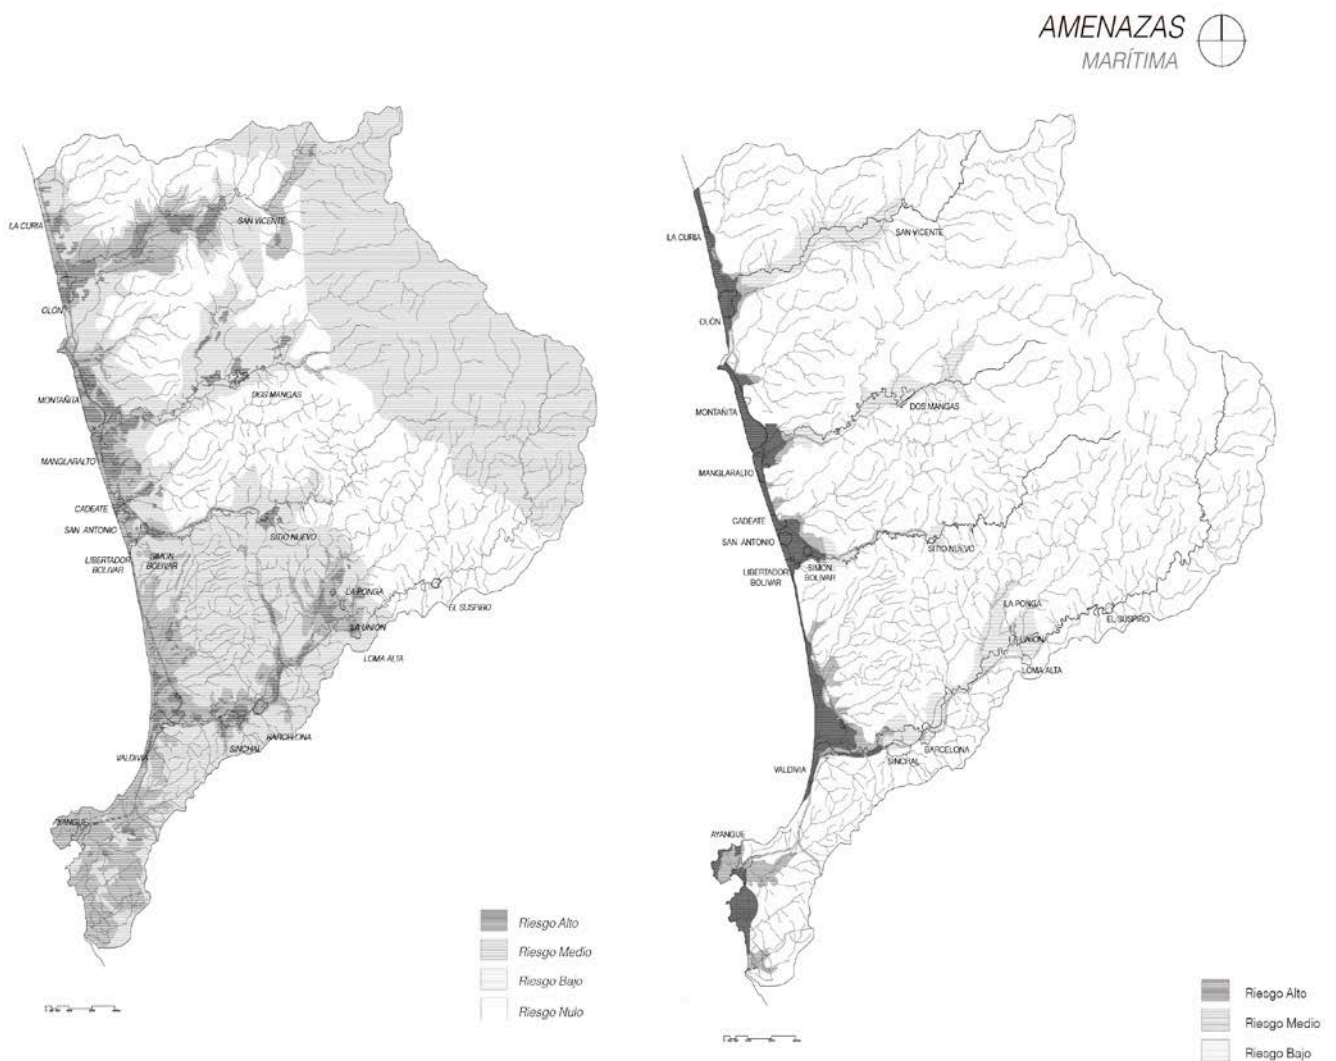 AMENAZAS
MARÍTIMA
LA CURIA
SAN VICENTE
OLÓN
MONTAÑITA
DOS MANGAS
MANGLARALTO
CADEATE
SAN ANTONIO
SITIO NUEVO
LIBERTADOR
BOLIVAR
SIMON
BOLIVAR
LA PONGA
EL SUSPIRO
LA UNION
LOMA ALTA
BARCELONA
SINCHAL
VALDIVIA
AYANGUE
Riesgo Alto
Riesgo Medio
Riesgo Bajo
Riesgo Nulo
LA CURIA
SAN VICENTE
OLÓN
MONTAÑITA
DOS MANGAS
MANGLARALTO
CADEATE
SAN ANTONIO
SITIO NUEVO
LIBERTADOR
BOLIVAR
SIMON
BOLIVAR
LA PONGA
EL SUSPIRO
LA UNION
LOMA ALTA
BARCELONA
SINCHAL
VALDIVIA
AYANGUE
Riesgo Alto
Riesgo Medio
Riesgo Bajo